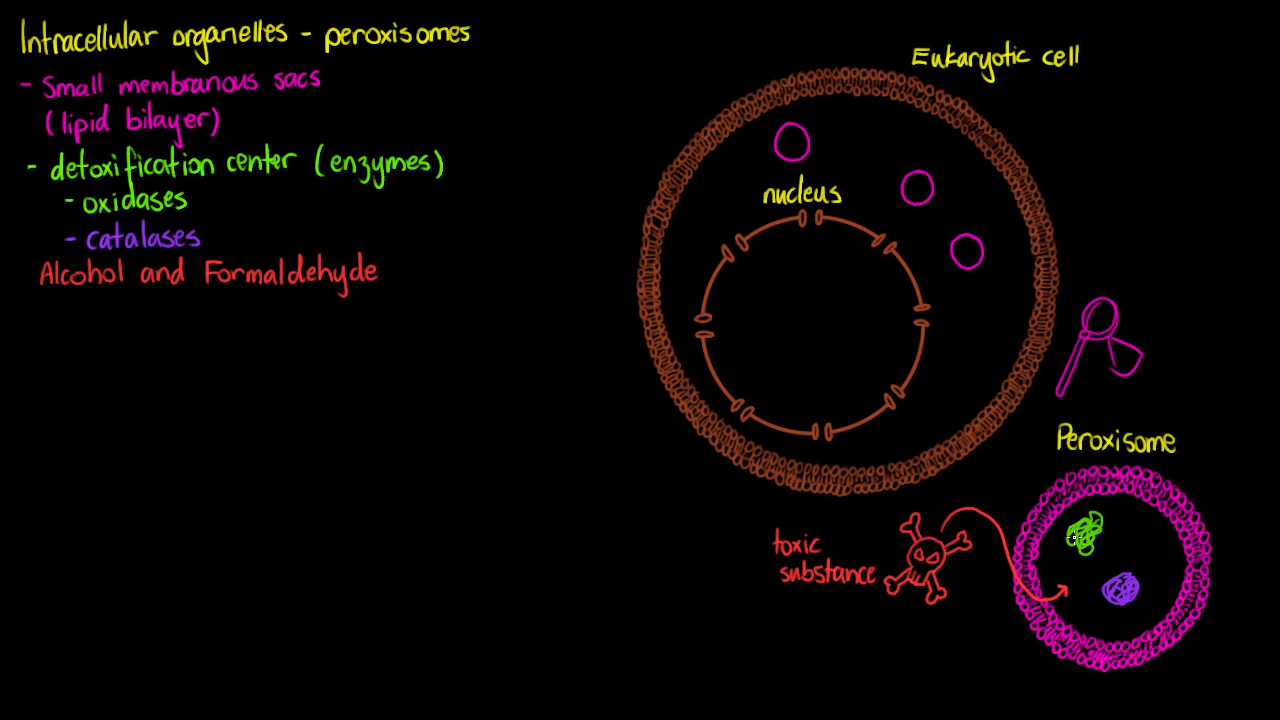 Intracellular organelles - peroxisomes
- Small membranous sacs
(lipid bilayer)
- detoxification center (enzymes)
- oxidases
- catalases
Alcohol and Formaldehyde
Eukaryotic cell
nucleus
Peroxisome
toxic
substance